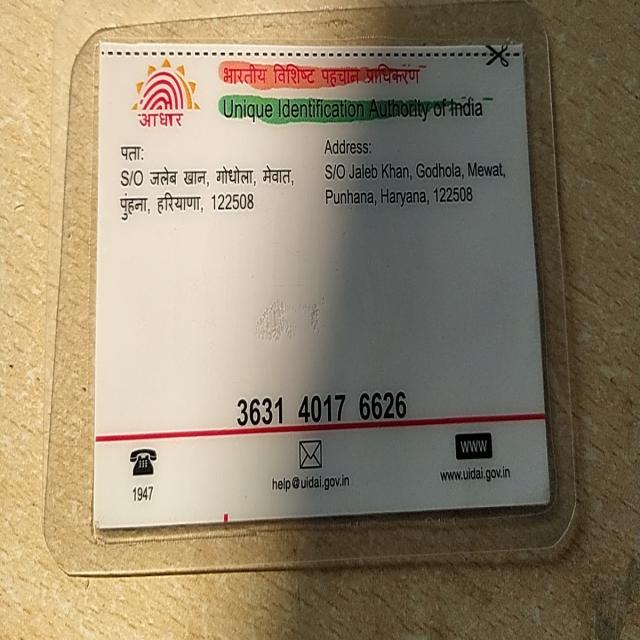 भारतीय विशिष्ट पहचान प्राधिकरण
Unique Identification Authority of India
आधार
पता:
S/O जलेब खान, गोधोला, मेवात,
पुंहना, हरियाणा, 122508
Address:
S/O Jaleb Khan, Godhola, Mewat,
Punhana, Haryana, 122508
3631 4017 6626
1947
help@uidai.gov.in
WWW
www.uidai.gov.in